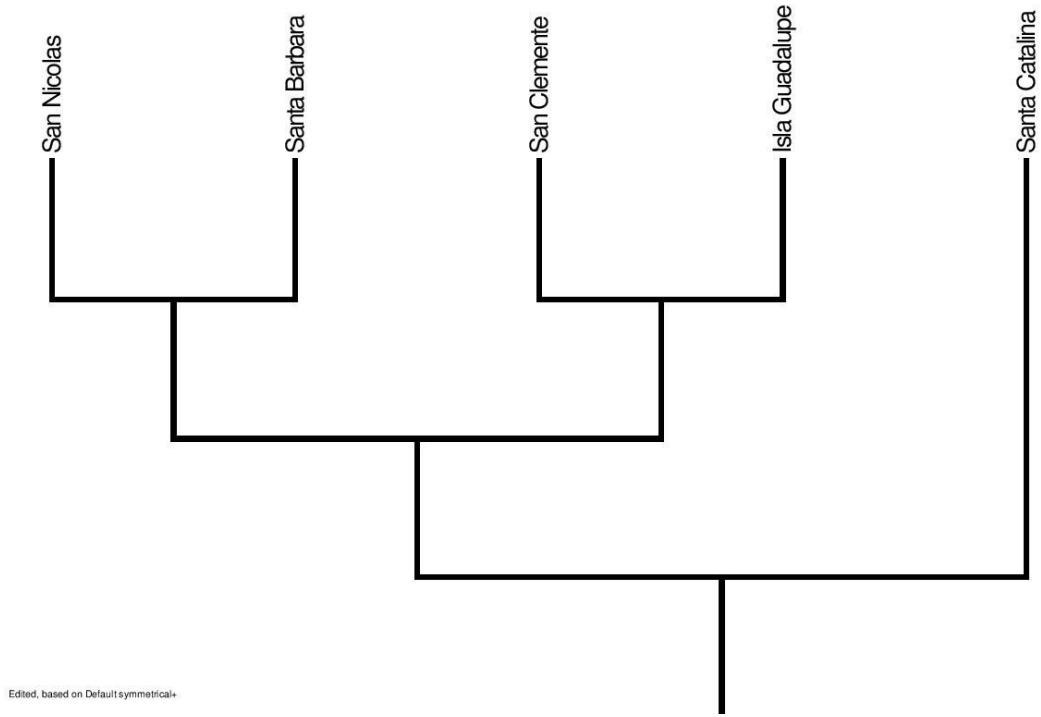 San Nicolas
Santa Barbara
San Clemente
Isla Guadalupe
Santa Catalina
Edited, based on Default symmetrical+